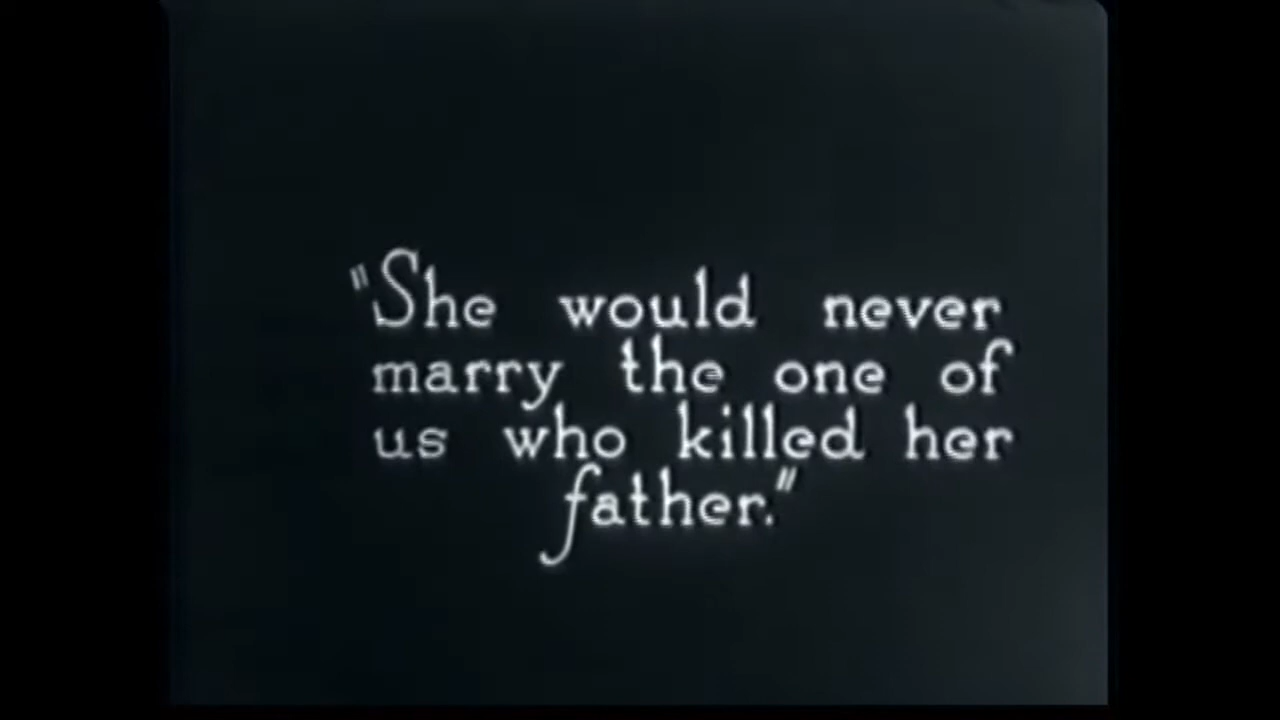 "She would never
marry the one of
us who killed her
father."